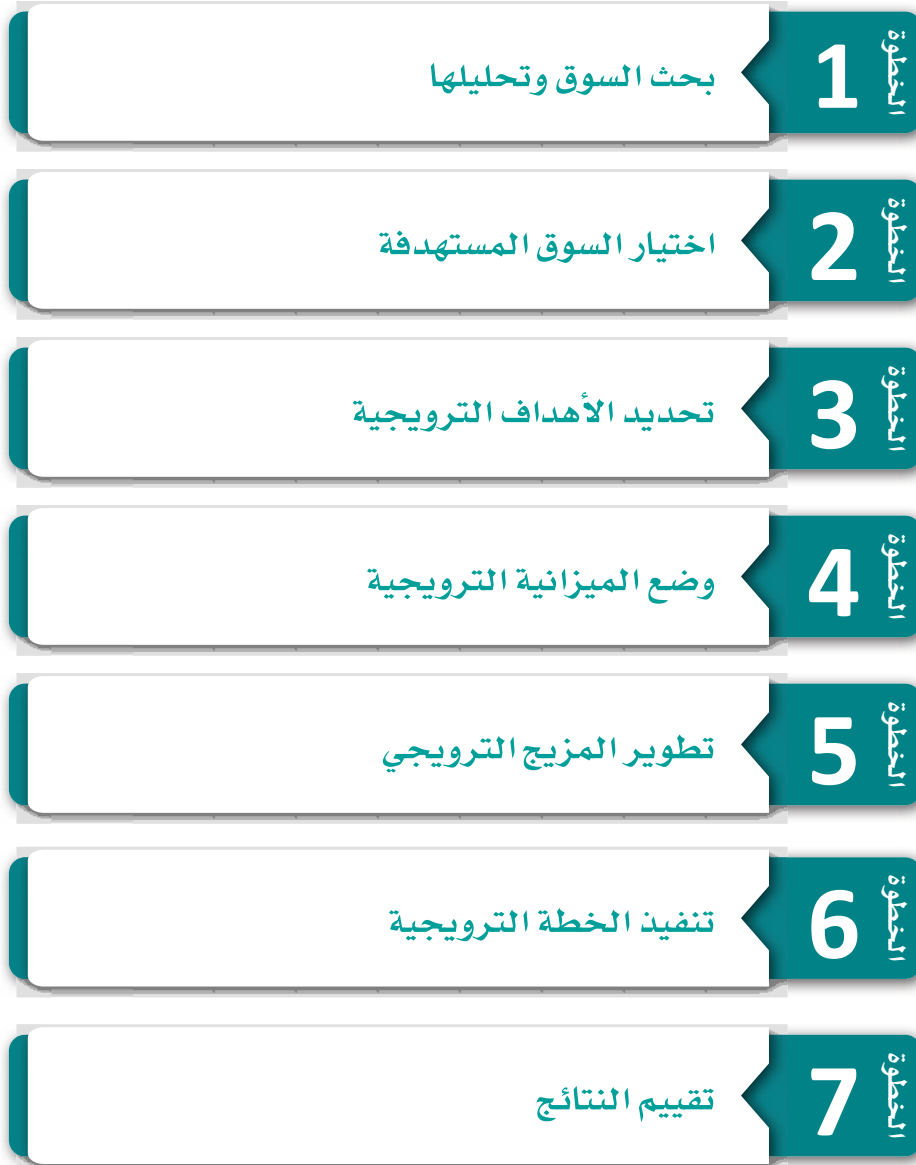 الخطوة
1
بحث السوق وتحليلها
الخطوة
2
اختيار السوق المستهدفة
الخطوة
3
تحديد الأهداف الترويجية
الخطوة
4
وضع الميزانية الترويجية
الخطوة
5
تطوير المزيج الترويجي
الخطوة
6
تنفيذ الخطة الترويجية
الخطوة
7
تقييم النتائج